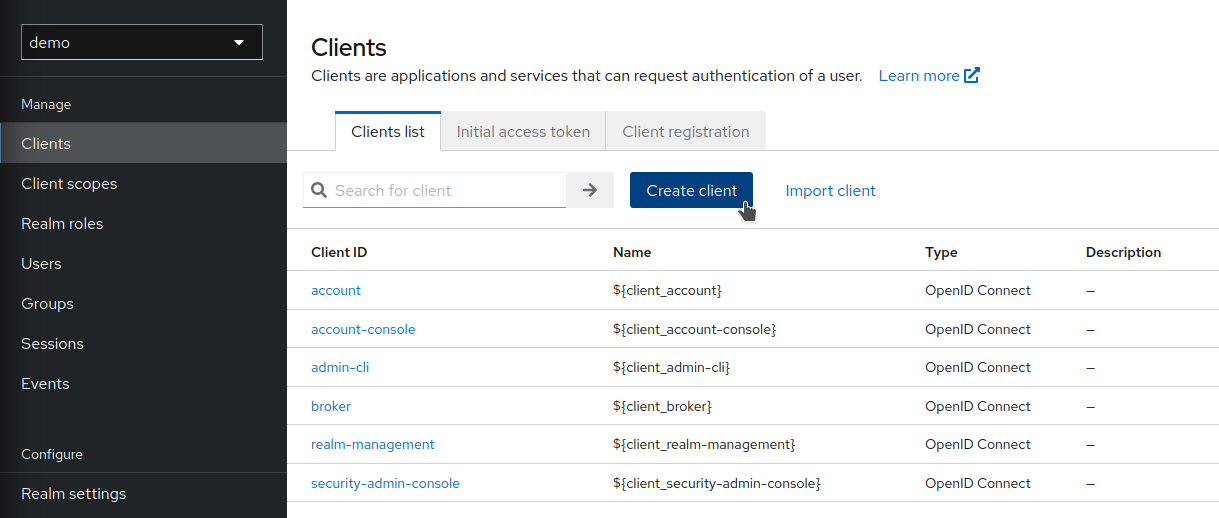 demo
Manage
Clients
Client scopes
Realm roles
Users
Groups
Sessions
Events
Configure
Realm settings
Clients
Clients are applications and services that can request authentication of a user. Learn more
Clients list Initial access token Client registration
Search for client Create client Import client
Client ID Name Type Description
account ${client_account} OpenID Connect –
account-console ${client_account-console} OpenID Connect –
admin-cli ${client_admin-cli} OpenID Connect –
broker ${client_broker} OpenID Connect –
realm-management ${client_realm-management} OpenID Connect –
security-admin-console ${client_security-admin-console} OpenID Connect –